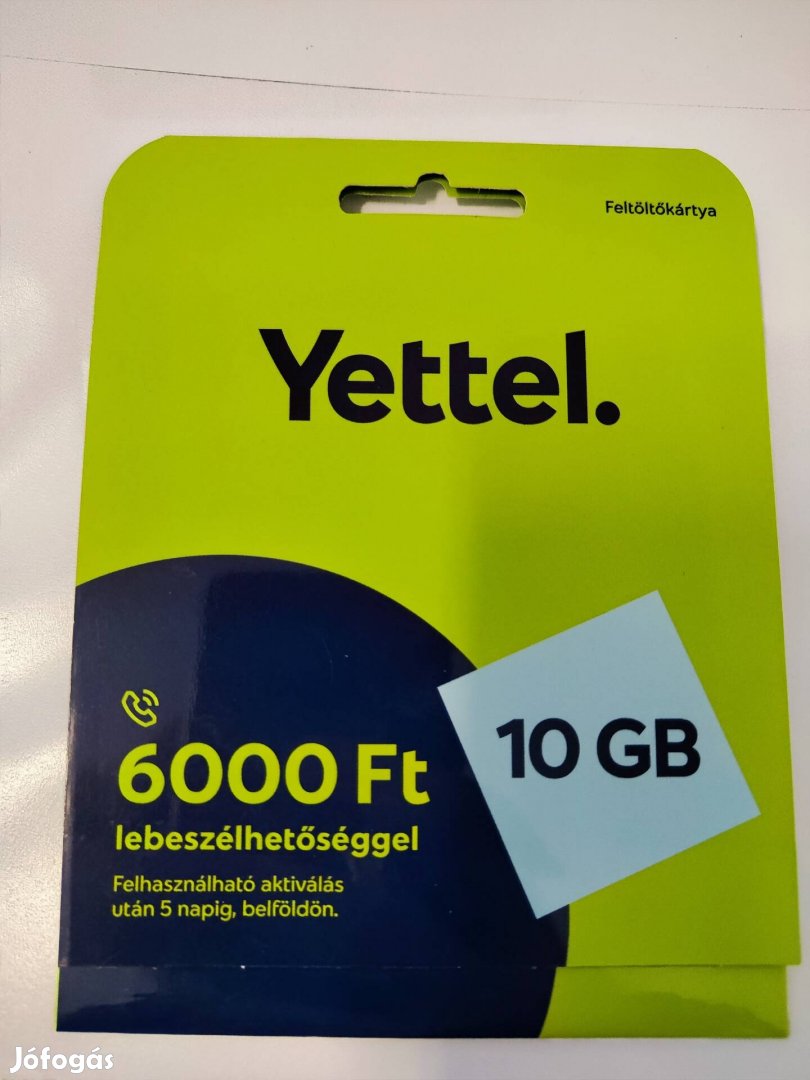 Feltöltőkártya
Yettel.
10 GB
6000 Ft
lebeszélhetőséggel
Felhasználható aktiválás
után 5 napig, belföldön.
Jófogás